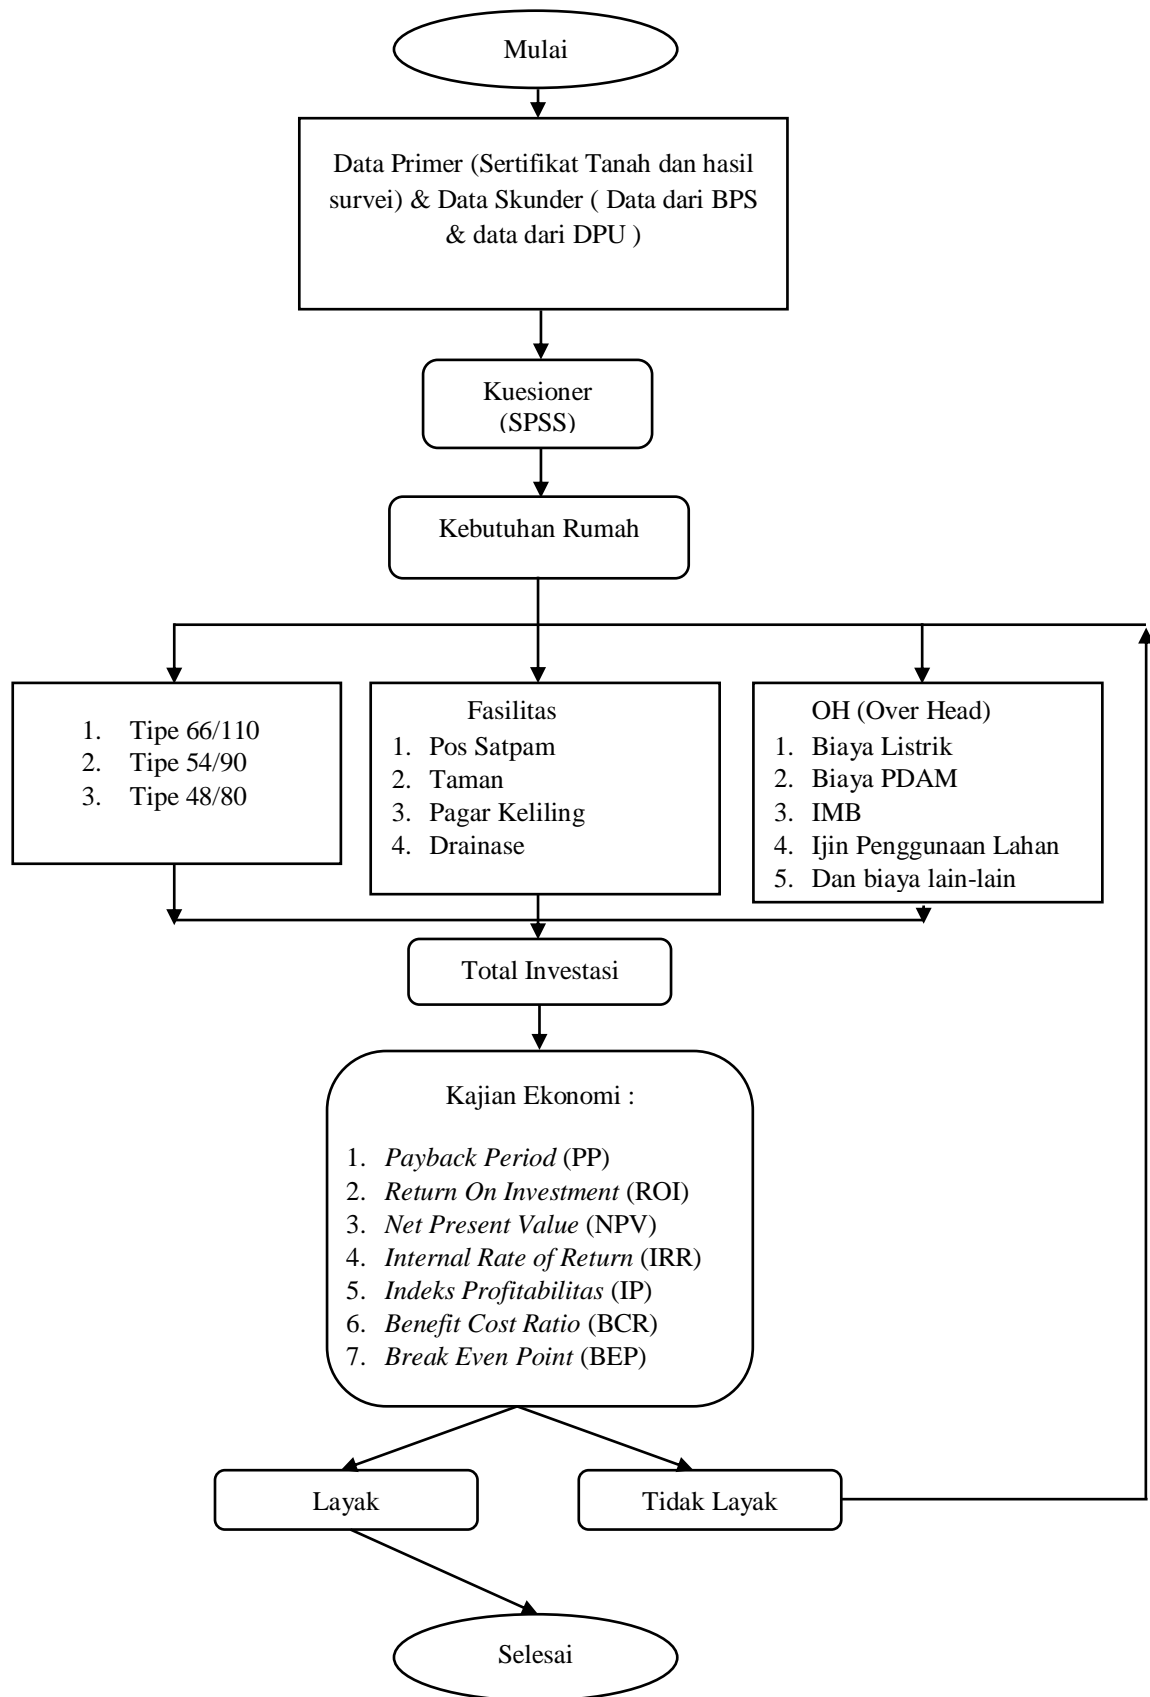 Mulai
Data Primer (Sertifikat Tanah dan hasil
survei) & Data Skunder ( Data dari BPS
& data dari DPU )
Kuesioner
(SPSS)
Kebutuhan Rumah
1. Tipe 66/110
2. Tipe 54/90
3. Tipe 48/80
Fasilitas
1. Pos Satpam
2. Taman
3. Pagar Keliling
4. Drainase
OH (Over Head)
1. Biaya Listrik
2. Biaya PDAM
3. IMB
4. Ijin Penggunaan Lahan
5. Dan biaya lain-lain
Total Investasi
Kajian Ekonomi :
1. Payback Period (PP)
2. Return On Investment (ROI)
3. Net Present Value (NPV)
4. Internal Rate of Return (IRR)
5. Indeks Profitabilitas (IP)
6. Benefit Cost Ratio (BCR)
7. Break Even Point (BEP)
Layak
Tidak Layak
Selesai